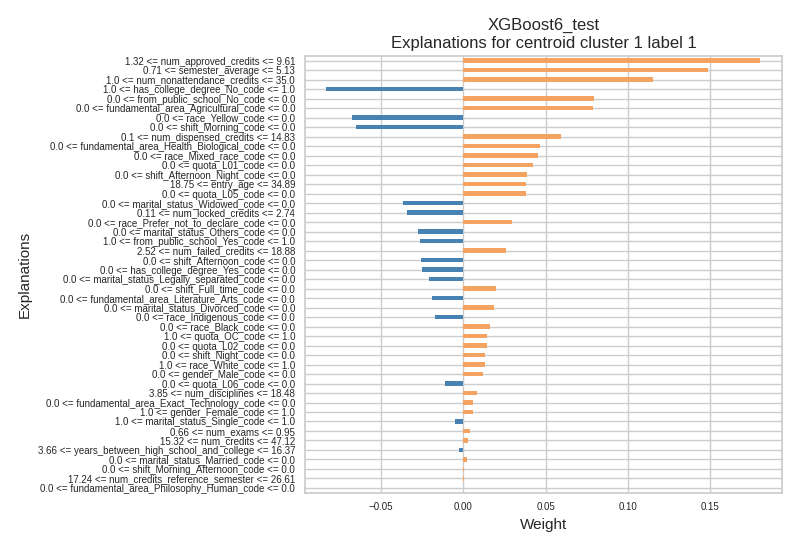 XGBoost6_test
Explanations for centroid cluster 1 label 1
1.32 <= num_approved_credits <= 9.61
0.71 <= semester_average <= 5.13
1.0 <= num_nonattendance_credits <= 35.0
1.0 <= has_college_degree_No_code <= 1.0
0.0 <= from_public_school_No_code <= 0.0
0.0 <= fundamental_area_Agricultural_code <= 0.0
0.0 <= race_Yellow_code <= 0.0
0.0 <= shift_Morning_code <= 0.0
0.1 <= num_dispensed_credits <= 14.83
0.0 <= fundamental_area_Health_Biological_code <= 0.0
0.0 <= race_Mixed_race_code <= 0.0
0.0 <= quota_L01_code <= 0.0
0.0 <= shift_Afternoon_Night_code <= 0.0
18.75 <= entry_age <= 34.89
0.0 <= quota_L05_code <= 0.0
0.0 <= marital_status_Widowed_code <= 0.0
0.11 <= num_locked_credits <= 2.74
0.0 <= race_Prefer_not_to_declare_code <= 0.0
0.0 <= marital_status_Others_code <= 0.0
1.0 <= from_public_school_Yes_code <= 1.0
2.52 <= num_failed_credits <= 18.88
0.0 <= shift_Afternoon_code <= 0.0
0.0 <= has_college_degree_Yes_code <= 0.0
0.0 <= marital_status_Legally_separated_code <= 0.0
0.0 <= shift_Full_time_code <= 0.0
0.0 <= fundamental_area_Literature_Arts_code <= 0.0
0.0 <= marital_status_Divorced_code <= 0.0
0.0 <= race_Indigenous_code <= 0.0
0.0 <= race_Black_code <= 0.0
1.0 <= quota_OC_code <= 1.0
0.0 <= quota_L02_code <= 0.0
0.0 <= shift_Night_code <= 0.0
1.0 <= race_White_code <= 1.0
0.0 <= gender_Male_code <= 0.0
0.0 <= quota_L06_code <= 0.0
3.85 <= num_disciplines <= 18.48
0.0 <= fundamental_area_Exact_Technology_code <= 0.0
1.0 <= gender_Female_code <= 1.0
1.0 <= marital_status_Single_code <= 1.0
0.66 <= num_exams <= 0.95
15.32 <= num_credits <= 47.12
3.66 <= years_between_high_school_and_college <= 16.37
0.0 <= marital_status_Married_code <= 0.0
0.0 <= shift_Morning_Afternoon_code <= 0.0
17.24 <= num_credits_reference_semester <= 26.61
0.0 <= fundamental_area_Philosophy_Human_code <= 0.0
Explanations
−0.05 0.00 0.05 0.10 0.15
Weight